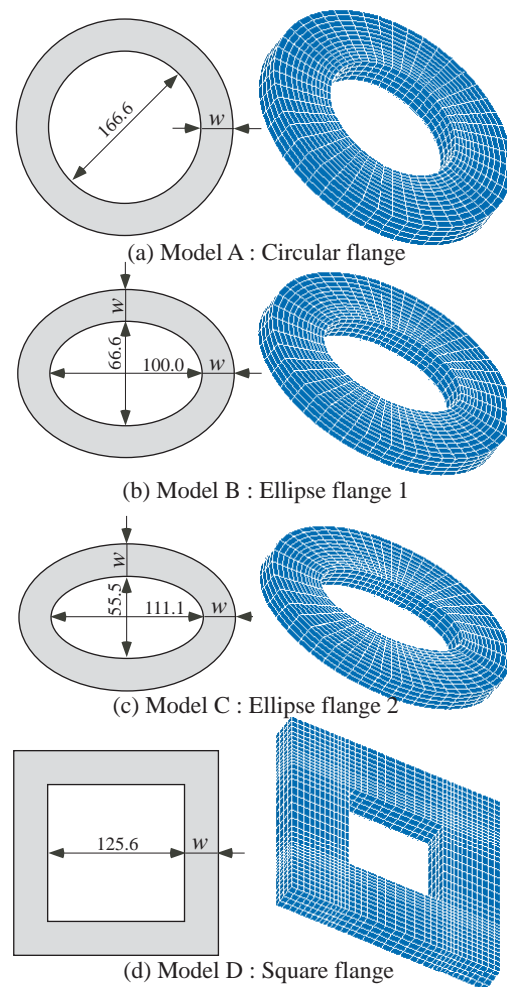 166.6
w
(a) Model A : Circular flange
w
66.6
100.0
w
(b) Model B : Ellipse flange 1
w
55.5
111.1
w
(c) Model C : Ellipse flange 2
125.6
w
(d) Model D : Square flange